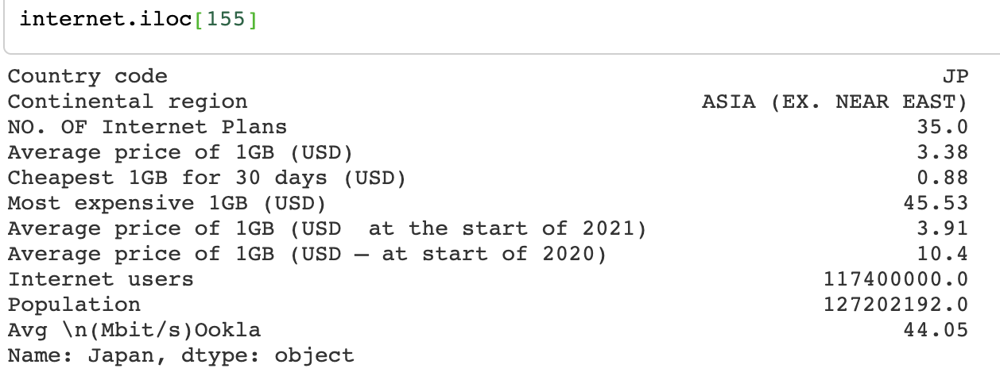 internet.iloc[155]
Country code JP
Continental region ASIA (EX. NEAR EAST)
NO. OF Internet Plans 35.0
Average price of 1GB (USD) 3.38
Cheapest 1GB for 30 days (USD) 0.88
Most expensive 1GB (USD) 45.53
Average price of 1GB (USD  at the start of 2021) 3.91
Average price of 1GB (USD – at start of 2020) 10.4
Internet users 117400000.0
Population 127202192.0
Avg \n(Mbit/s)Ookla 44.05
Name: Japan, dtype: object